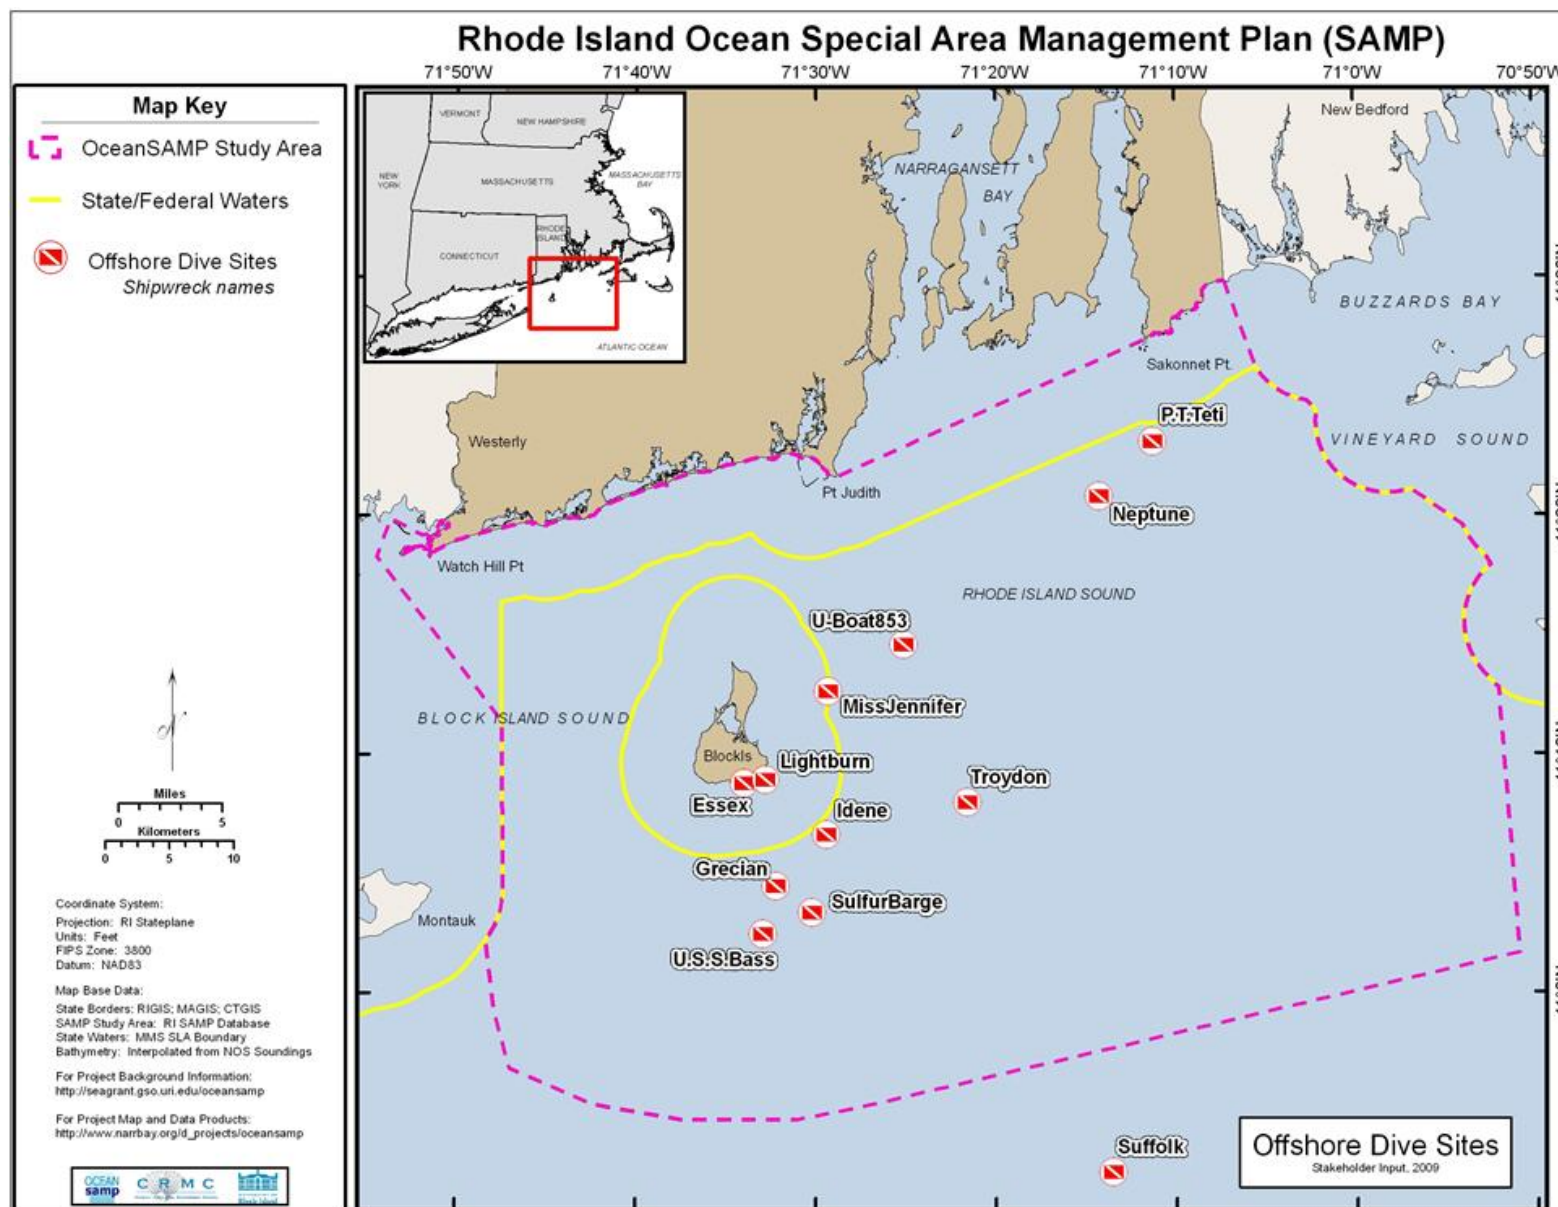 Rhode Island Ocean Special Area Management Plan (SAMP)
71°50'W 71°40'W 71°30'W 71°20'W 71°10'W 71°0'W 70°50'W
Map Key
OceanSAMP Study Area
State/Federal Waters
Offshore Dive Sites
Shipwreck names
VERMONT
NEW HAMPSHIRE
NEW
YORK
MASSACHUSETTS
MASSACHUSETTS
BAY
RHODE
ISLAND
CONNECTICUT
ATLANTIC OCEAN
New Bedford
NARRAGANSETT
BAY
BUZZARDS BAY
Sakonnet Pt.
P.T.Teti
VINEYARD SOUND
Westerly
Pt Judith
Neptune
Watch Hill Pt
RHODE ISLAND SOUND
U-Boat853
MissJennifer
BLOCK ISLAND SOUND
BlockIs
Lightburn
Troydon
Essex
Idene
Grecian
SulfurBarge
Montauk
U.S.S.Bass
Suffolk
N
Miles
0 5
Kilometers
0 5 10
Coordinate System:
Projection: RI Stateplane
Units: Feet
FIPS Zone: 3800
Datum: NAD83
Map Base Data:
State Borders: RIGIS; MAGIS; CTGIS
SAMP Study Area: RI SAMP Database
State Waters: MMS SLA Boundary
Bathymetry: Interpolated from NOS Soundings
For Project Background Information:
http://seagrant.gso.uri.edu/oceansamp
For Project Map and Data Products:
http://www.narrbay.org/d_projects/oceansamp
OCEAN
samp
CRMC
Offshore Dive Sites
Stakeholder Input, 2009